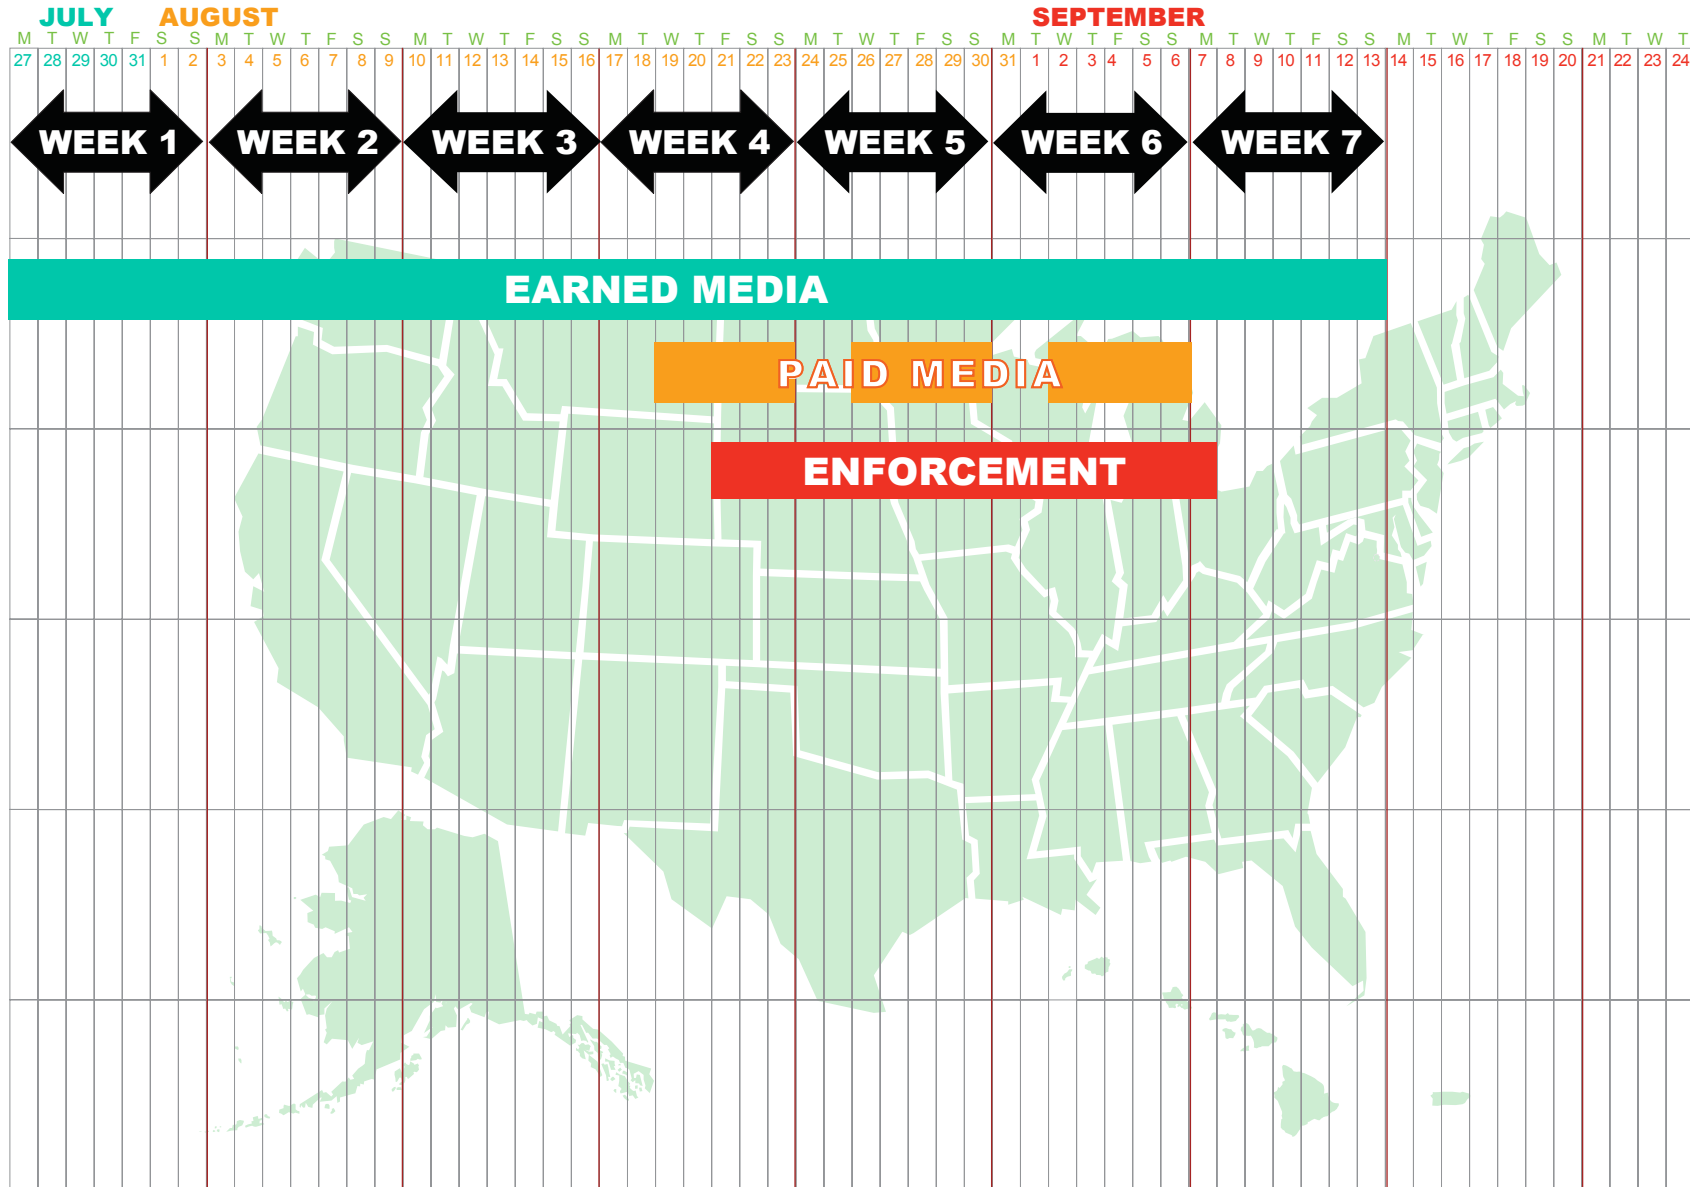 JULY AUGUST SEPTEMBER
M T W T F S S M T W T F S S M T W T F S S M T W T F S S M T W T F S S M T W T F S S M T W T F S S M T W T F S S M T W T
27 28 29 30 31 1 2 3 4 5 6 7 8 9 10 11 12 13 14 15 16 17 18 19 20 21 22 23 24 25 26 27 28 29 30 31 1 2 3 4 5 6 7 8 9 10 11 12 13 14 15 16 17 18 19 20 21 22 23 24
WEEK 1 WEEK 2 WEEK 3 WEEK 4 WEEK 5 WEEK 6 WEEK 7
EARNED MEDIA
PAID MEDIA
ENFORCEMENT